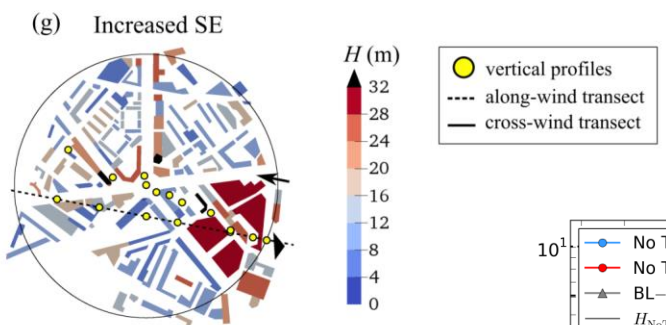 (g) Increased SE
H (m)
32
28
24
20
16
12
8
4
0
vertical profiles
along-wind transect
cross-wind transect
10¹
No T
No T
BL—
H_NoT